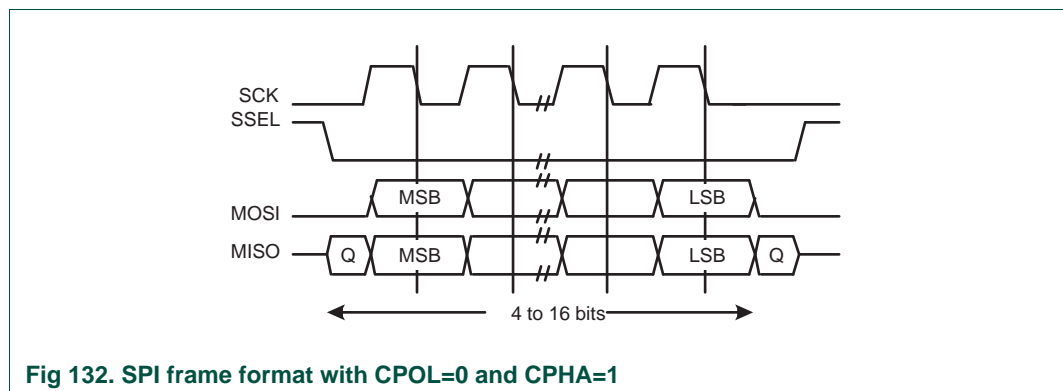 SCK
SSEL
MOSI
MSB
LSB
MISO
Q
MSB
LSB
Q
4 to 16 bits
Fig 132. SPI frame format with CPOL=0 and CPHA=1